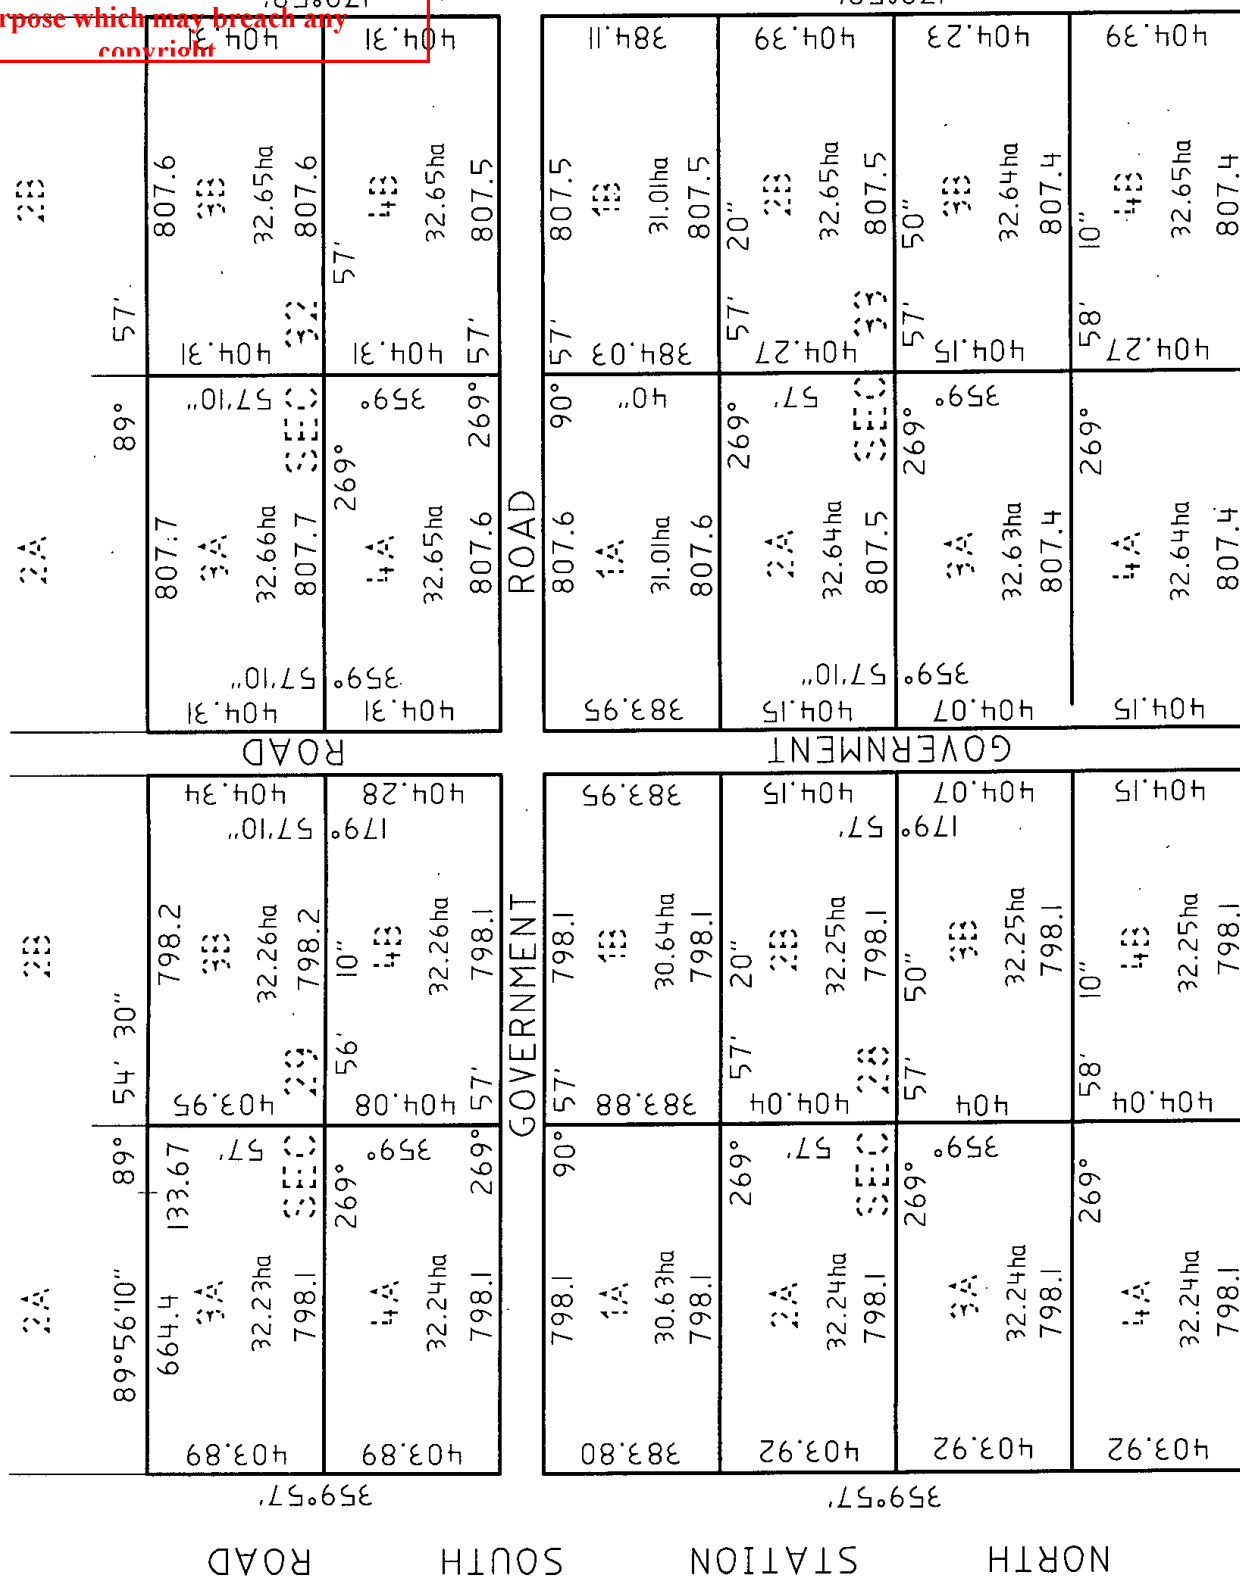 rpose which may breach any
copyright
404.31
404.31
384.11
404.39
404.23
404.39
2B
807.6
3B
32.65ha
807.6
4B
32.65ha
807.5
807.5
1B
31.01ha
807.5
2B
32.65ha
807.5
3B
32.64ha
807.4
4B
32.65ha
807.4
57'
57'
57'
57'
57' 20"
57' 50"
58' 10"
404.31
32
404.31
384.03
404.27
33
404.15
404.27
89°
57'10"
SEC
359°
269°
269°
90°
40"
269°
57'
SEC
269°
359°
269°
2A
807.7
3A
32.66ha
807.7
4A
32.65ha
807.6
ROAD
807.6
1A
31.01ha
807.6
2A
32.64ha
807.5
3A
32.63ha
807.4
4A
32.64ha
807.4
57'10"
359°
57'10"
359°
404.31
404.31
383.95
404.15
404.07
404.15
ROAD
GOVERNMENT
404.34
404.28
383.95
404.15
404.07
404.15
57'10"
179°
57'
179°
2B
798.2
3B
32.26ha
798.2
4B
32.26ha
798.1
GOVERNMENT
798.1
1B
30.64ha
798.1
2B
32.25ha
798.1
3B
32.25ha
798.1
4B
32.25ha
798.1
54' 30"
56' 10"
57'
57'
57' 20"
57' 50"
58' 10"
403.95
29
404.08
383.88
404.04
28
404
404.04
89°
133.67
57'
SEC
269°
359°
269°
90°
269°
57'
SEC
269°
359°
269°
2A
89°56'10"
664.4
3A
32.23ha
798.1
4A
32.24ha
798.1
798.1
1A
30.63ha
798.1
2A
32.24ha
798.1
3A
32.24ha
798.1
4A
32.24ha
798.1
403.89
403.89
383.80
403.92
403.92
403.92
359°57'
359°57'
NORTH STATION SOUTH ROAD